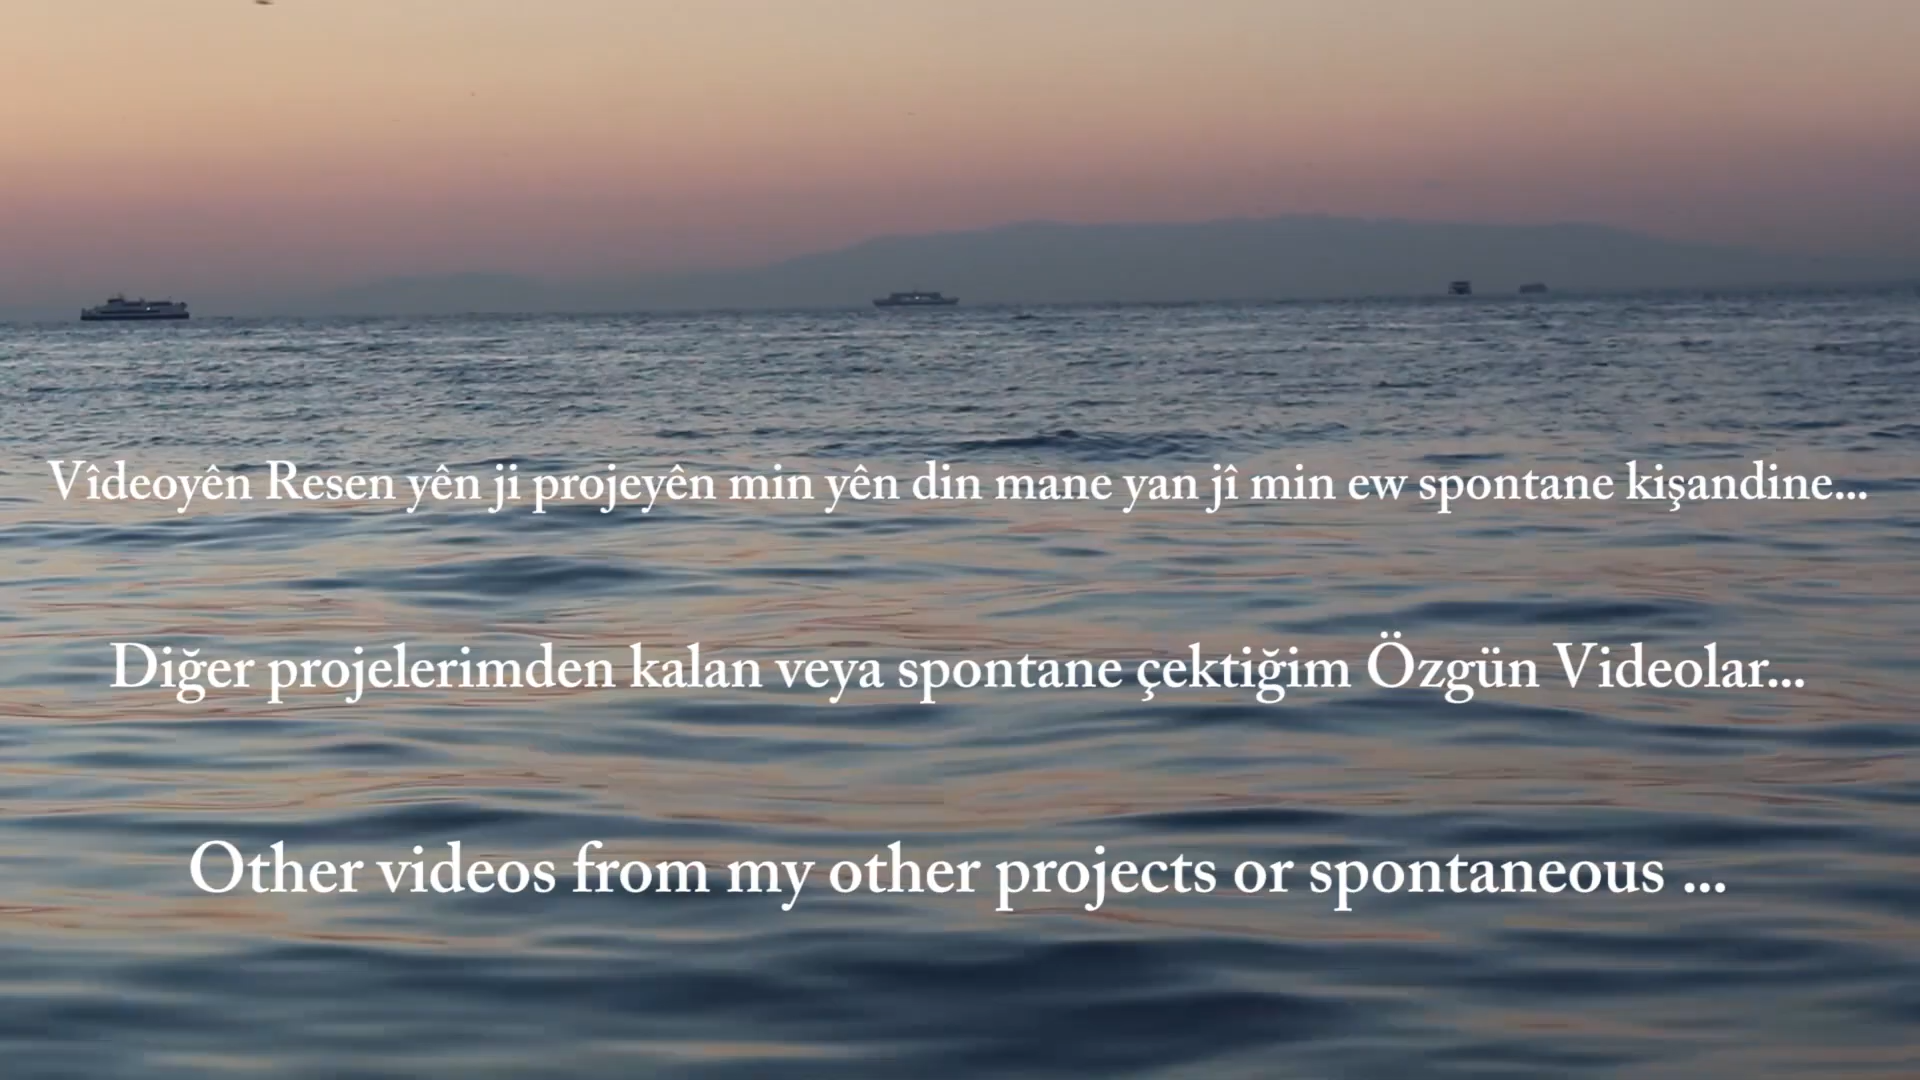 Vîdeoyên Resen yên ji projeyên min yên din mane yan jî min ew spontane kişandine...
Diğer projelerimden kalan veya spontane çektiğim Özgün Videolar...
Other videos from my other projects or spontaneous ...